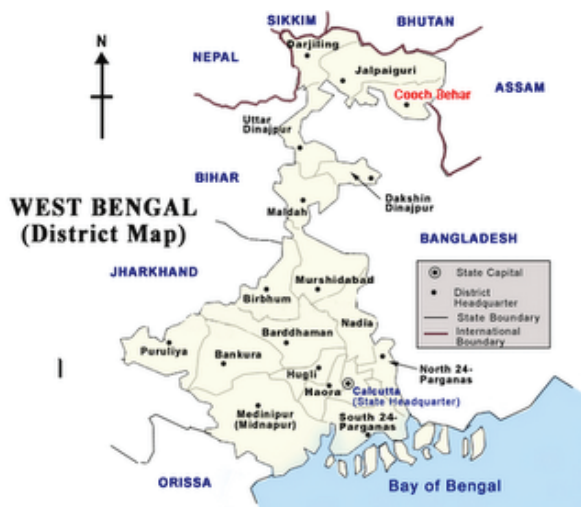 SIKKIM
BHUTAN
N
NEPAL
Darjiling
Jalpaiguri
Cooch Behar
ASSAM
Uttar
Dinajpur
BIHAR
Dakshin
Dinajpur
Maldah
WEST BENGAL
(District Map)
BANGLADESH
JHARKHAND
State Capital
District
Headquarter
State Boundary
International
Boundary
Murshidabad
Birbhum
Nadia
Barddhaman
Puruliya
Bankura
North 24-
Parganas
Hugli
Haora
Calcutta
(State Headquarter)
Medinipur
(Midnapur)
South 24-
Parganas
ORISSA
Bay of Bengal